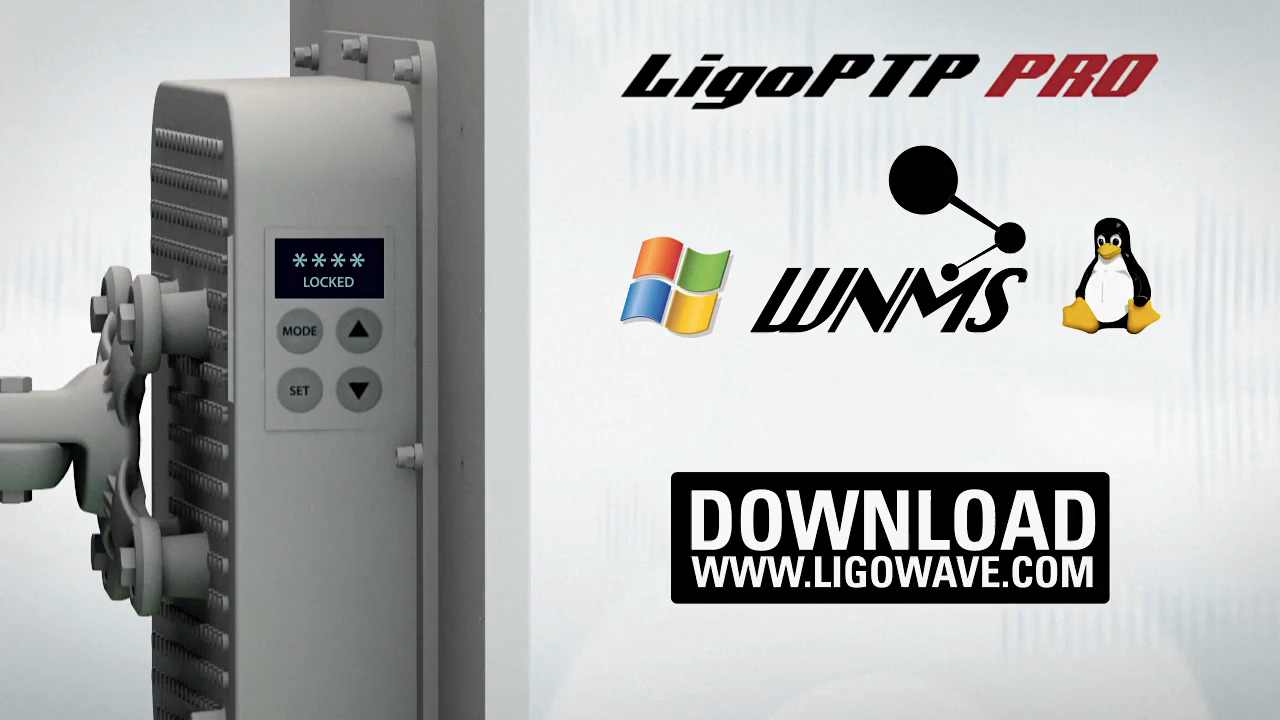 LigoPTP PRO
WNMS
****
LOCKED
MODE
SET
DOWNLOAD
WWW.LIGOWAVE.COM